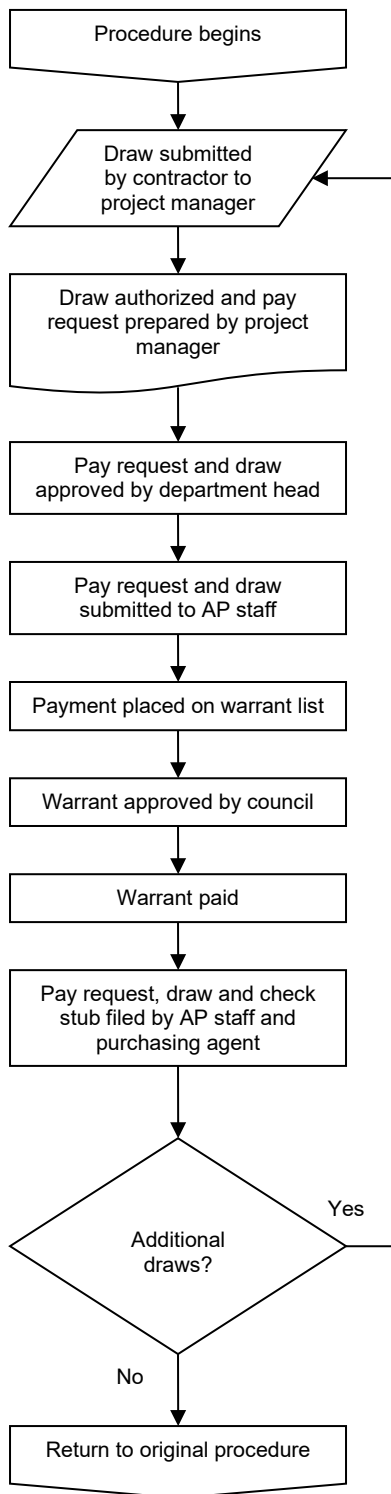 Procedure begins
Draw submitted
by contractor to
project manager
Draw authorized and pay
request prepared by project
manager
Pay request and draw
approved by department head
Pay request and draw
submitted to AP staff
Payment placed on warrant list
Warrant approved by council
Warrant paid
Pay request, draw and check
stub filed by AP staff and
purchasing agent
Yes
Additional
draws?
No
Return to original procedure